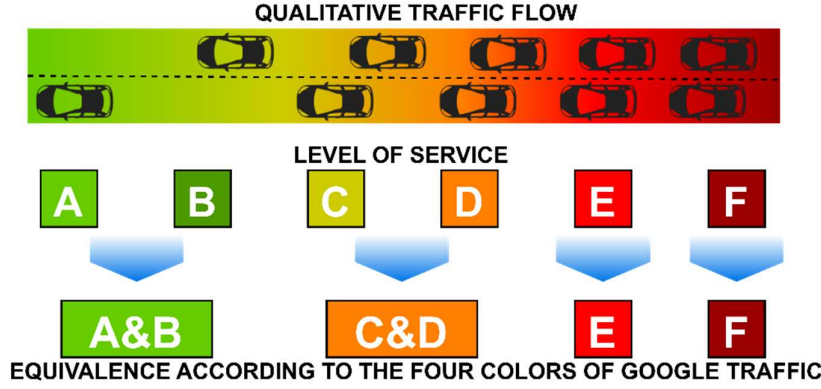 QUALITATIVE TRAFFIC FLOW
LEVEL OF SERVICE
A B C D E F
A&B C&D E F
EQUIVALENCE ACCORDING TO THE FOUR COLORS OF GOOGLE TRAFFIC